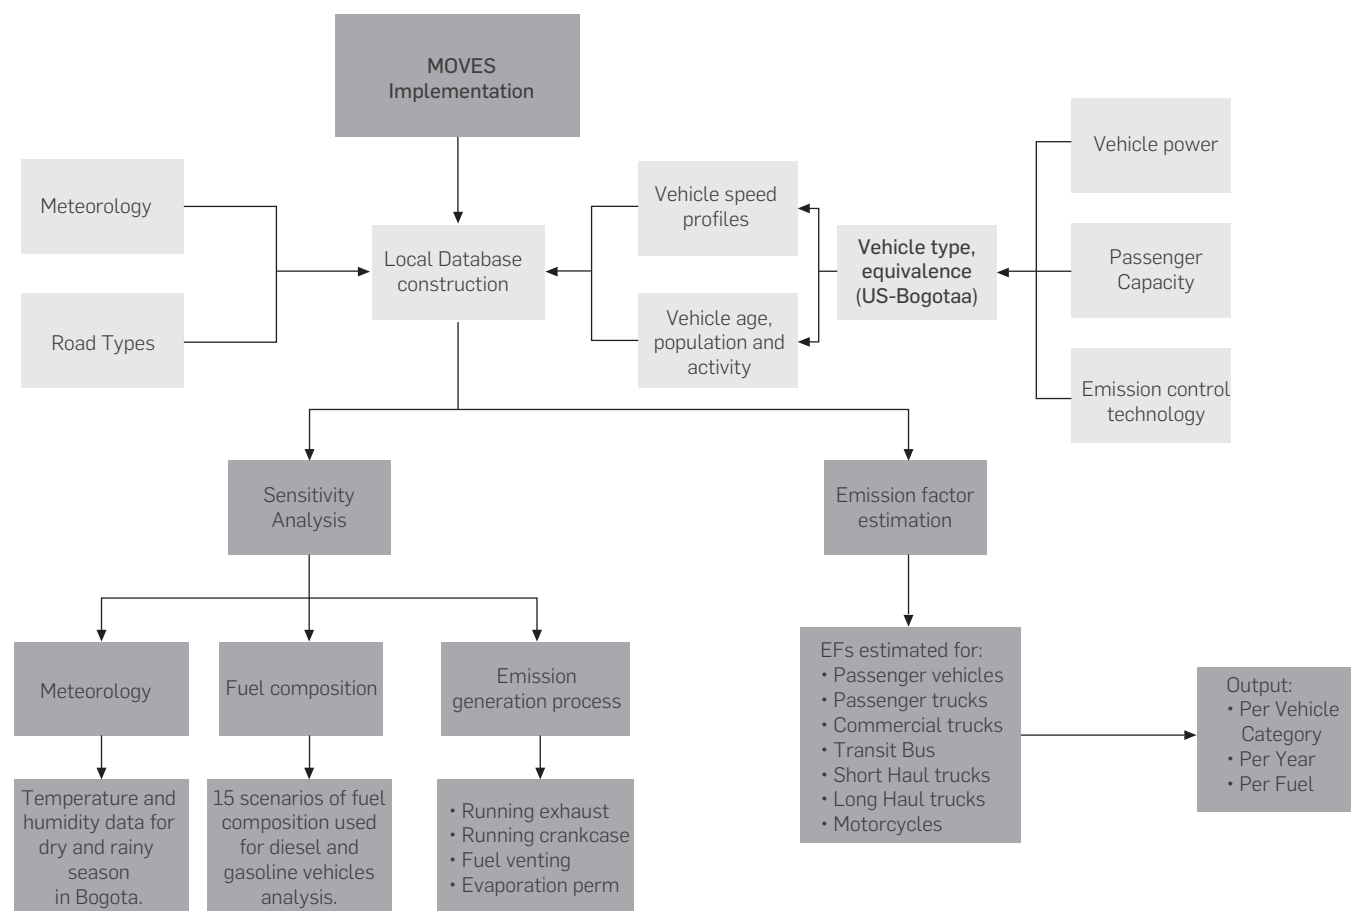 MOVES
Implementation
Meteorology
Road Types
Local Database
construction
Vehicle speed
profiles
Vehicle age,
population and
activity
Vehicle type,
equivalence
(US-Bogotaa)
Vehicle power
Passenger
Capacity
Emission control
technology
Sensitivity
Analysis
Emission factor
estimation
Meteorology
Fuel composition
Emission
generation process
Temperature and
humidity data for
dry and rainy
season
in Bogota.
15 scenarios of fuel
composition used
for diesel and
gasoline vehicles
analysis.
• Running exhaust
• Running crankcase
• Fuel venting
• Evaporation perm
EFs estimated for:
• Passenger vehicles
• Passenger trucks
• Commercial trucks
• Transit Bus
• Short Haul trucks
• Long Haul trucks
• Motorcycles
Output:
• Per Vehicle
Category
• Per Year
• Per Fuel